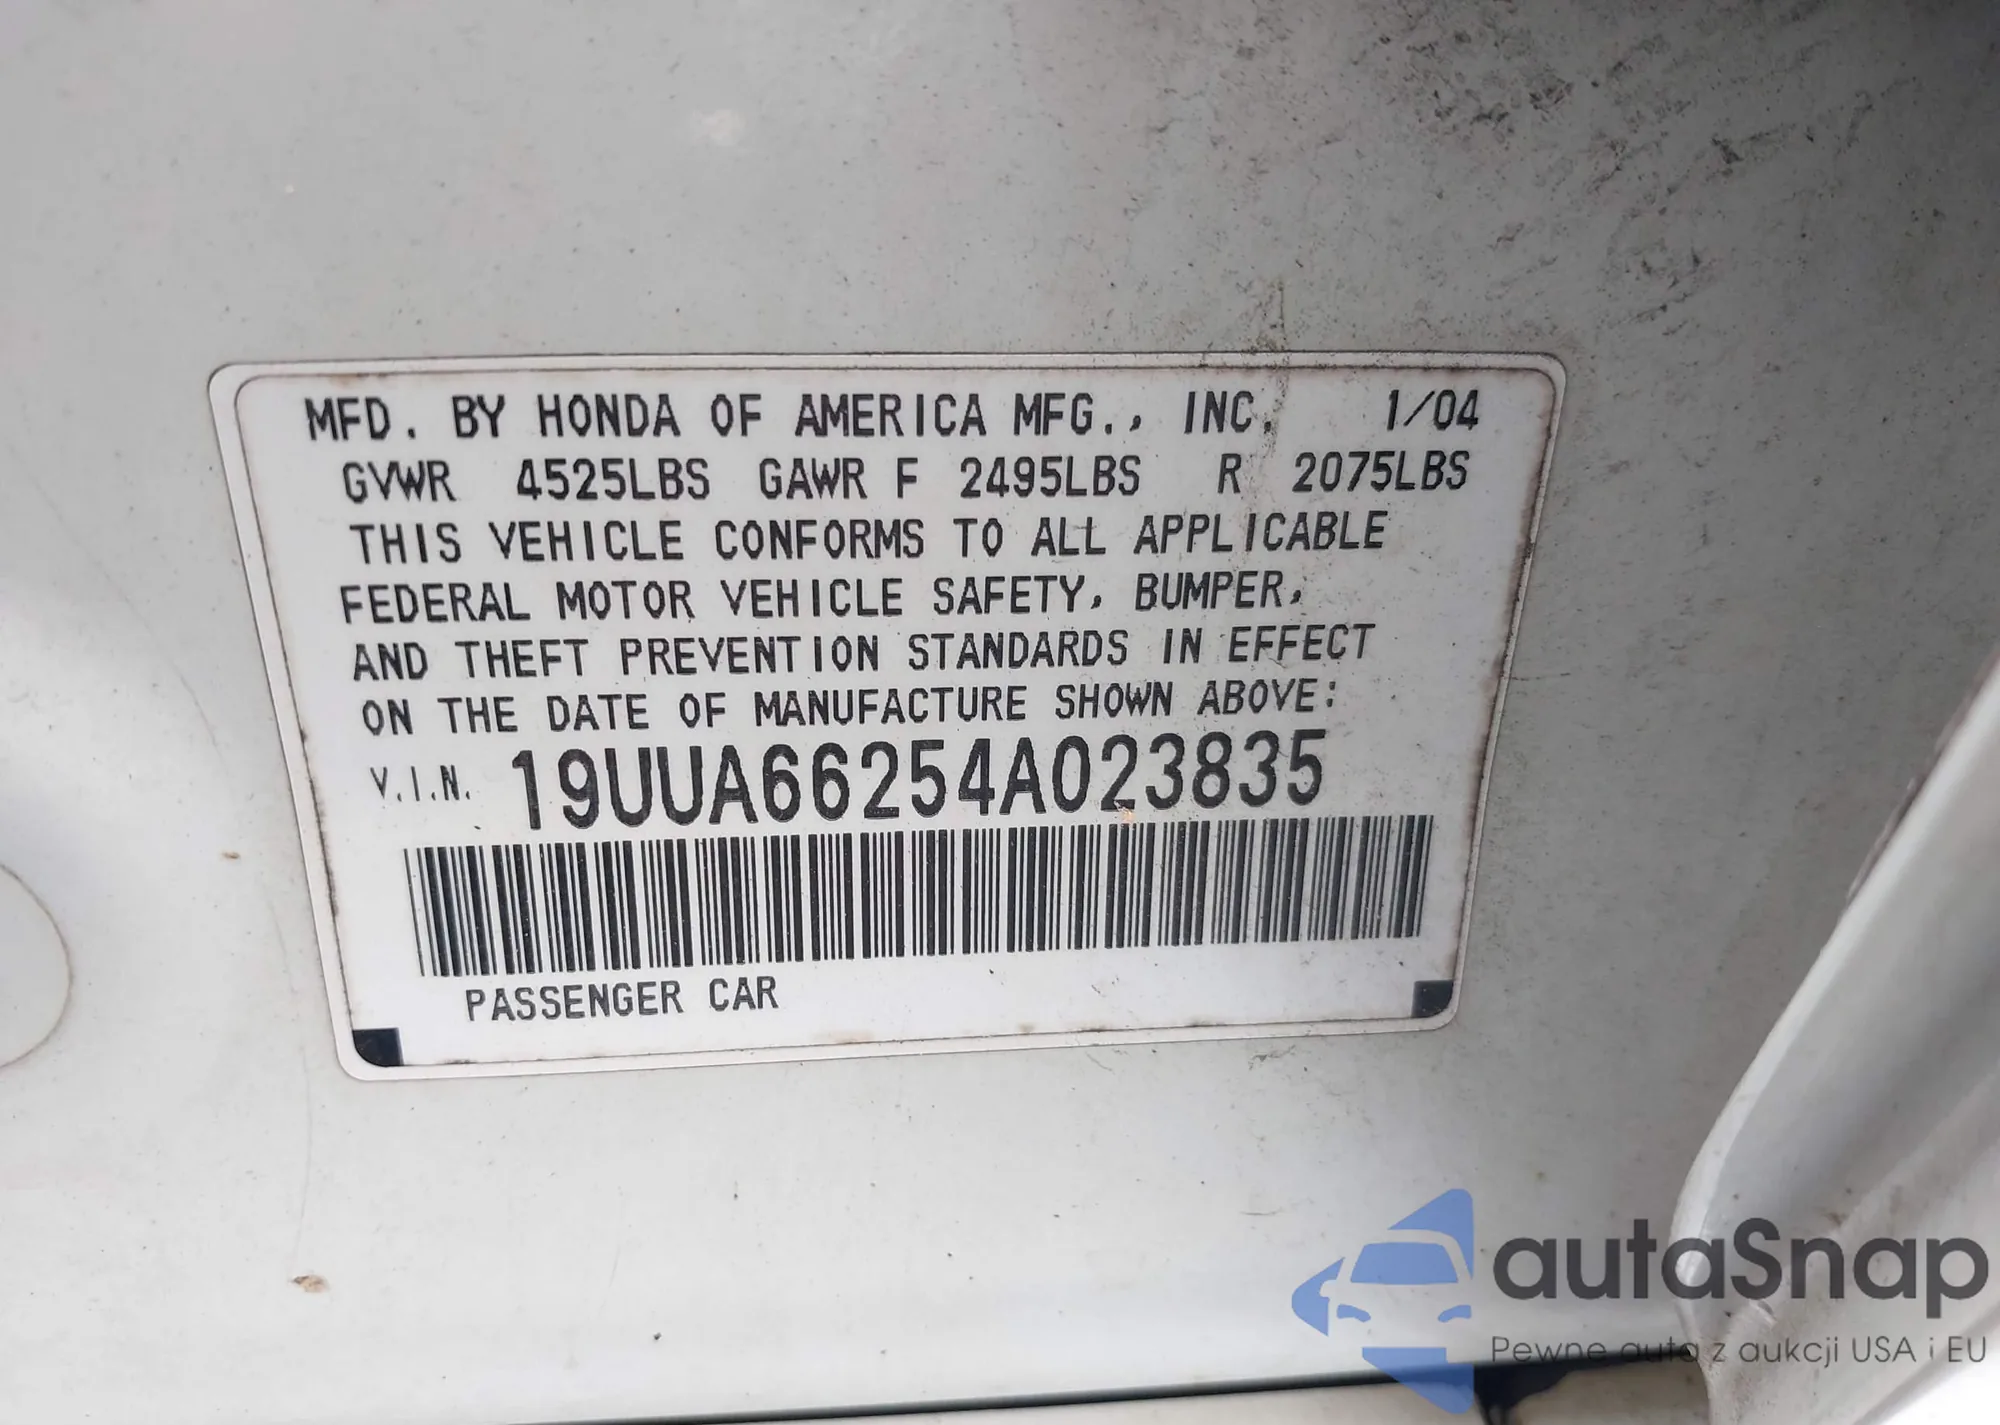 MFD. BY HONDA OF AMERICA MFG., INC. 1/04
GVWR 4525LBS GAWR F 2495LBS R 2075LBS
THIS VEHICLE CONFORMS TO ALL APPLICABLE
FEDERAL MOTOR VEHICLE SAFETY, BUMPER,
AND THEFT PREVENTION STANDARDS IN EFFECT
ON THE DATE OF MANUFACTURE SHOWN ABOVE:
V.I.N. 19UUA66254A023835
PASSENGER CAR
autaSnap
Pewne auta z aukcji USA i EU